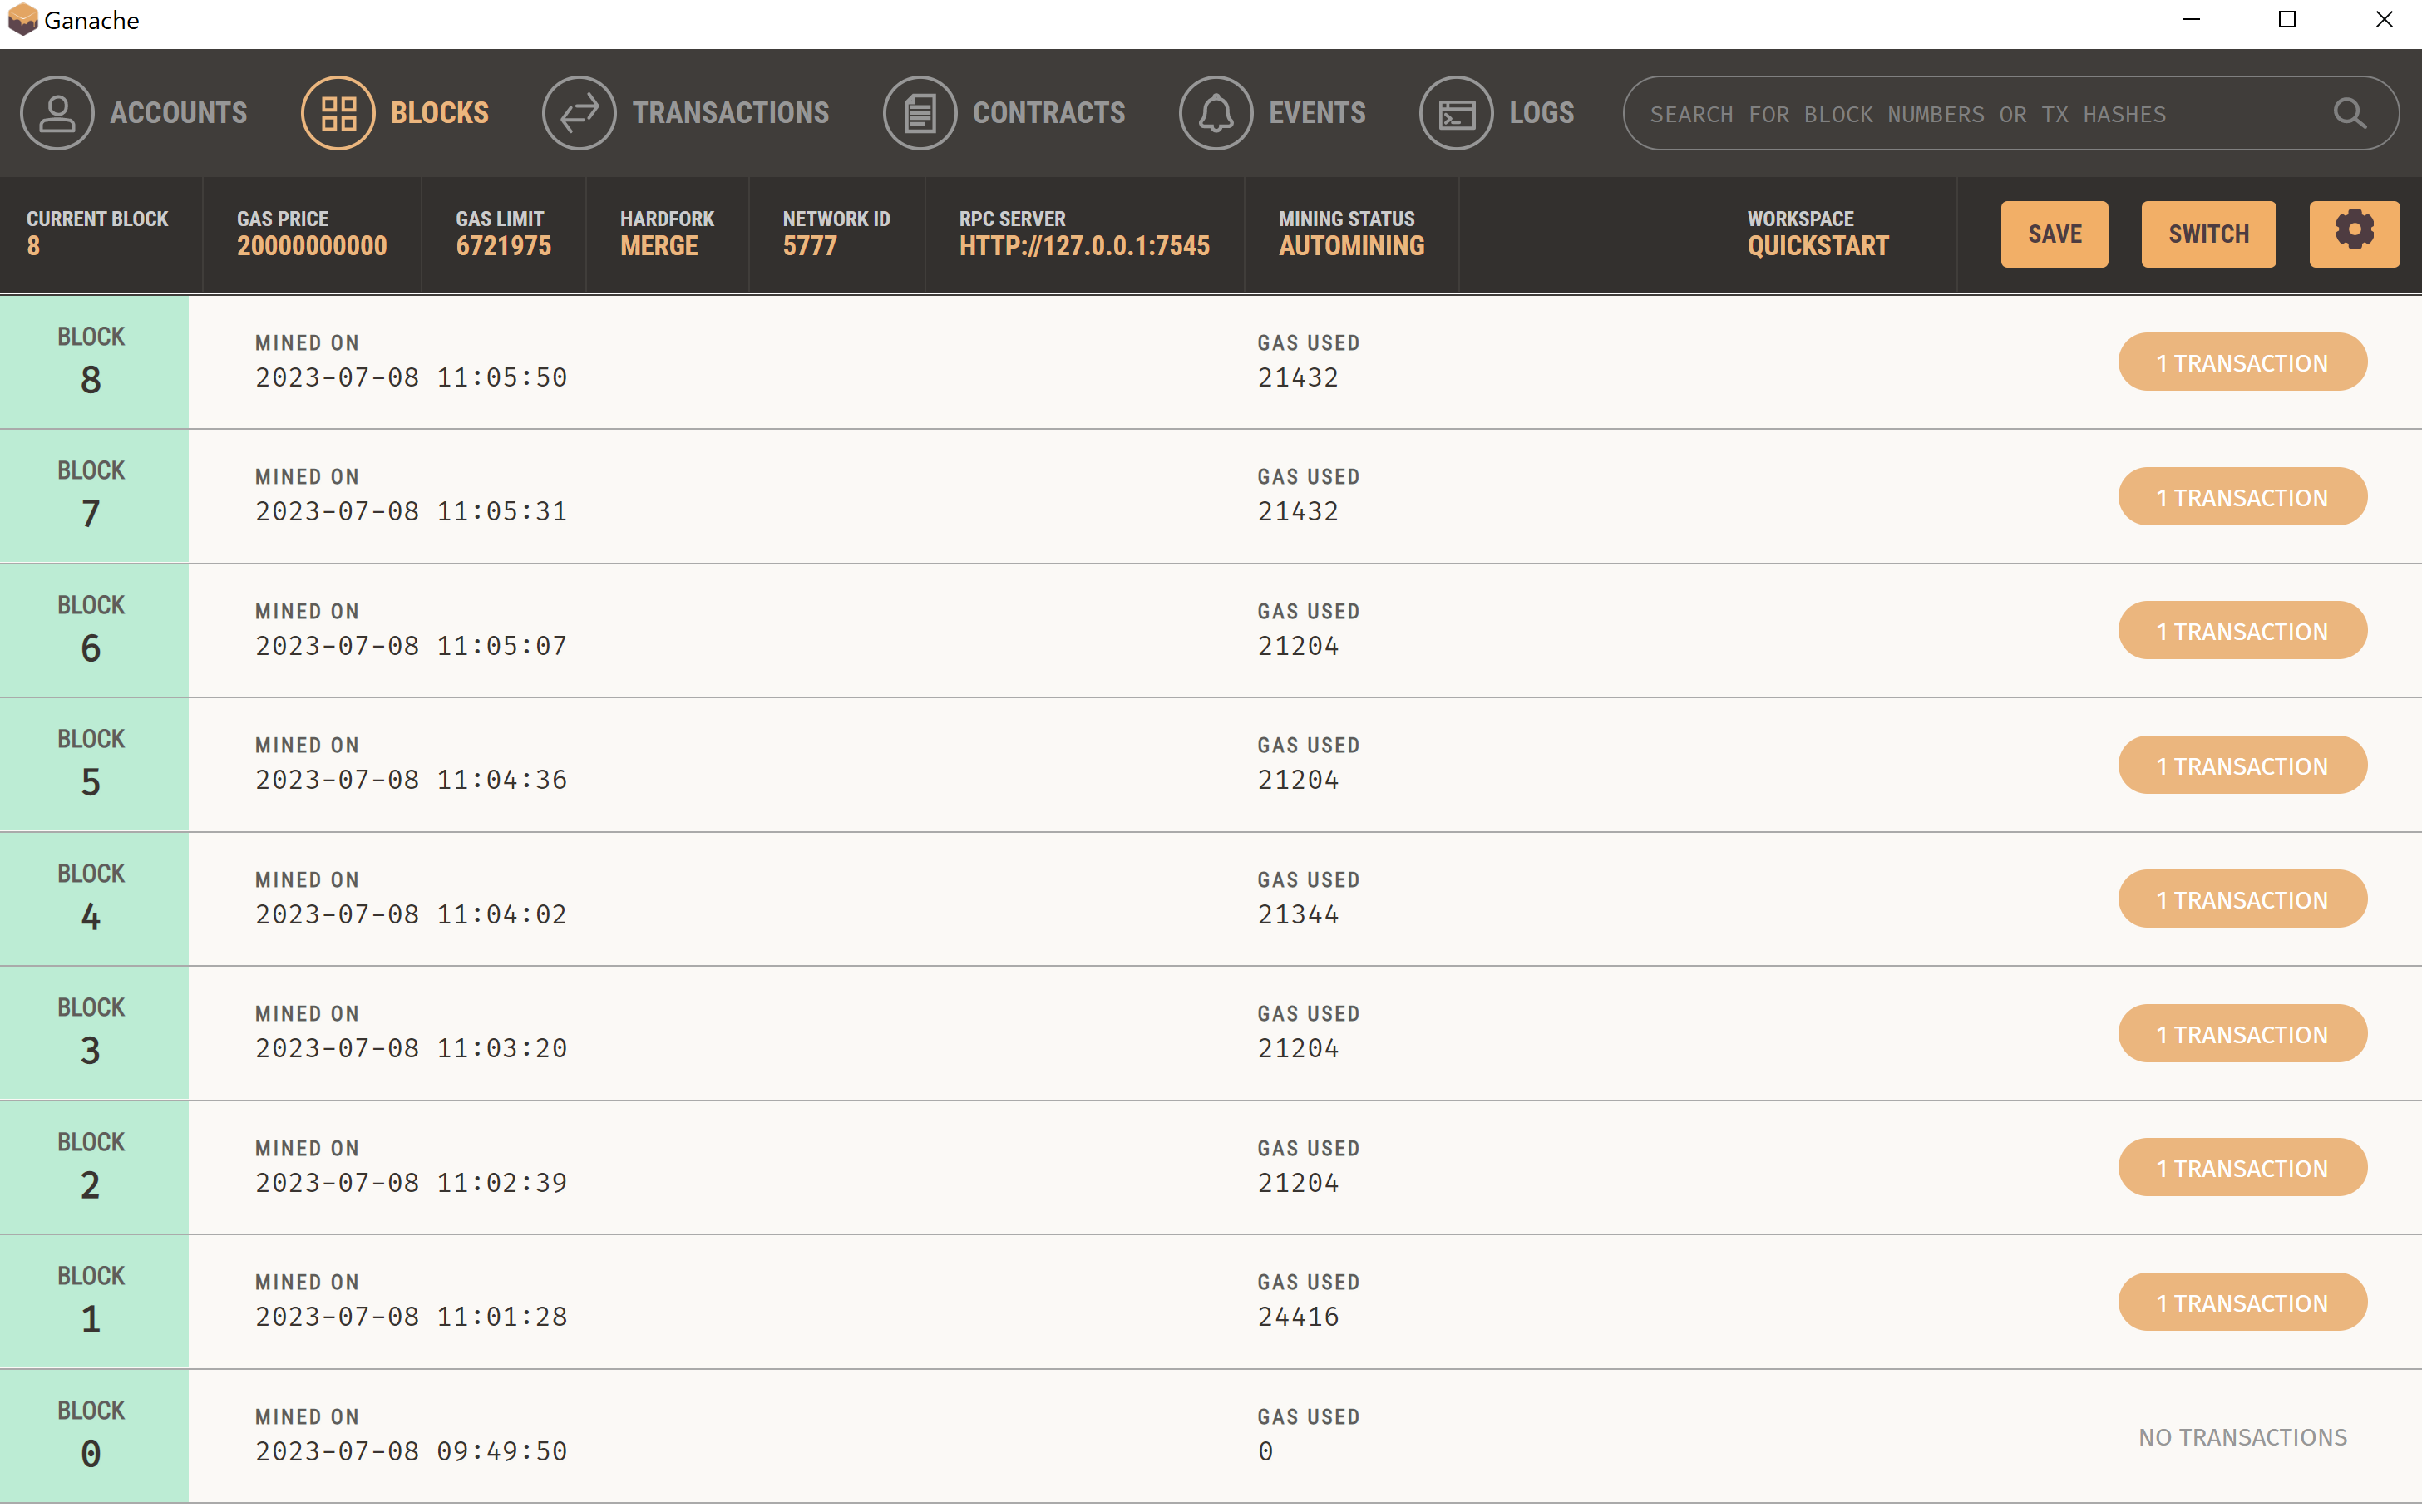 Ganache
ACCOUNTS BLOCKS TRANSACTIONS CONTRACTS EVENTS LOGS SEARCH FOR BLOCK NUMBERS OR TX HASHES
CURRENT BLOCK GAS PRICE GAS LIMIT HARDFORK NETWORK ID RPC SERVER MINING STATUS WORKSPACE
8 20000000000 6721975 MERGE 5777 HTTP://127.0.0.1:7545 AUTOMINING QUICKSTART SAVE SWITCH
BLOCK MINED ON GAS USED
8 2023-07-08 11:05:50 21432 1 TRANSACTION
BLOCK MINED ON GAS USED
7 2023-07-08 11:05:31 21432 1 TRANSACTION
BLOCK MINED ON GAS USED
6 2023-07-08 11:05:07 21204 1 TRANSACTION
BLOCK MINED ON GAS USED
5 2023-07-08 11:04:36 21204 1 TRANSACTION
BLOCK MINED ON GAS USED
4 2023-07-08 11:04:02 21344 1 TRANSACTION
BLOCK MINED ON GAS USED
3 2023-07-08 11:03:20 21204 1 TRANSACTION
BLOCK MINED ON GAS USED
2 2023-07-08 11:02:39 21204 1 TRANSACTION
BLOCK MINED ON GAS USED
1 2023-07-08 11:01:28 24416 1 TRANSACTION
BLOCK MINED ON GAS USED
0 2023-07-08 09:49:50 0 NO TRANSACTIONS